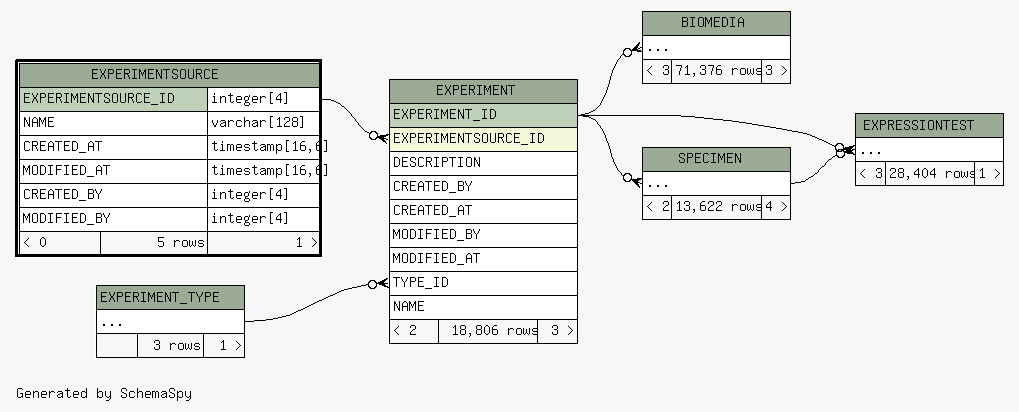 EXPERIMENTSOURCE
EXPERIMENTSOURCE_ID integer[4]
NAME varchar[128]
CREATED_AT timestamp[16,6]
MODIFIED_AT timestamp[16,6]
CREATED_BY integer[4]
MODIFIED_BY integer[4]
< 0 5 rows 1 >
EXPERIMENT_TYPE
...
3 rows 1 >
EXPERIMENT
EXPERIMENT_ID
EXPERIMENTSOURCE_ID
DESCRIPTION
CREATED_BY
CREATED_AT
MODIFIED_BY
MODIFIED_AT
TYPE_ID
NAME
< 2 18,806 rows 3 >
BIOMEDIA
...
< 3 71,376 rows 3 >
SPECIMEN
...
< 2 13,622 rows 4 >
EXPRESSIONTEST
...
< 3 28,404 rows 1 >
Generated by SchemaSpy